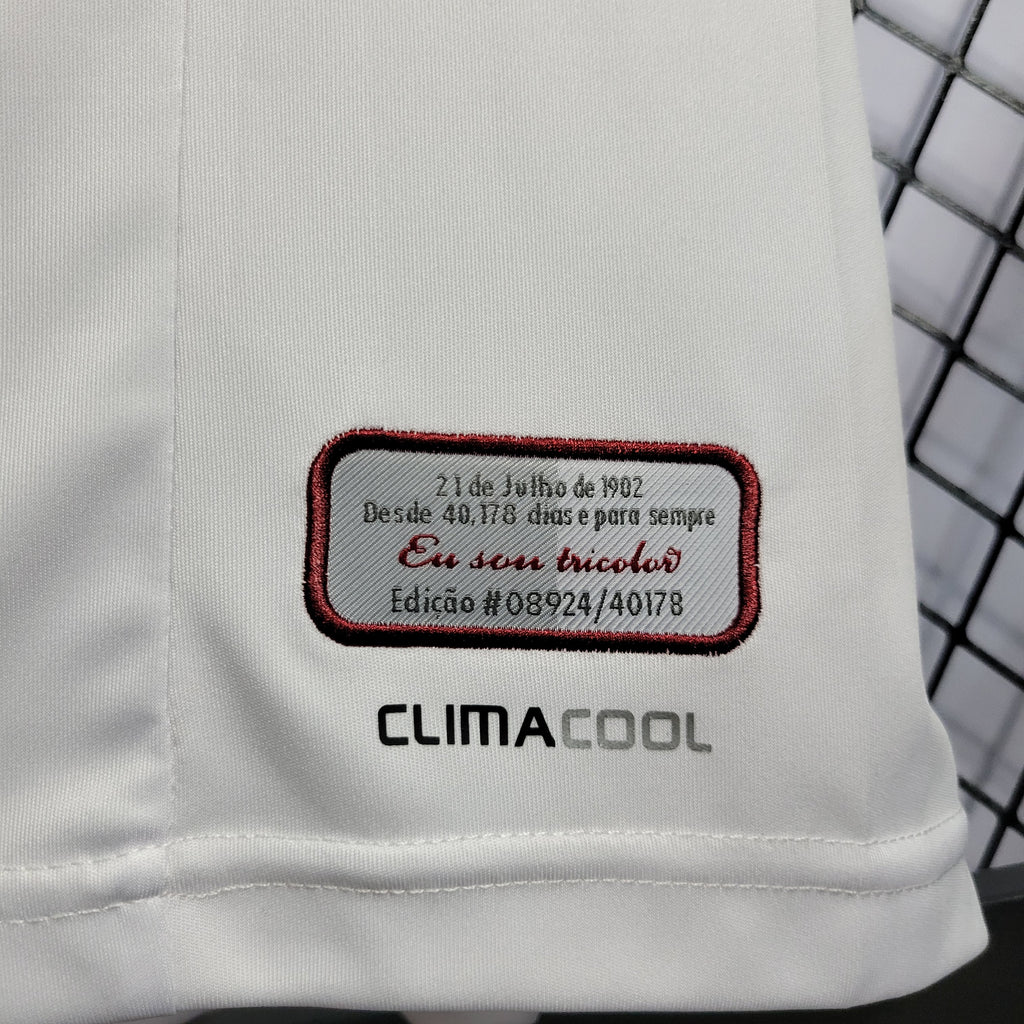 21 de Julho de 1902
Desde 40,178 dias e para sempre
Eu sou tricolor
Edição #08924/40178
CLIMACOOL